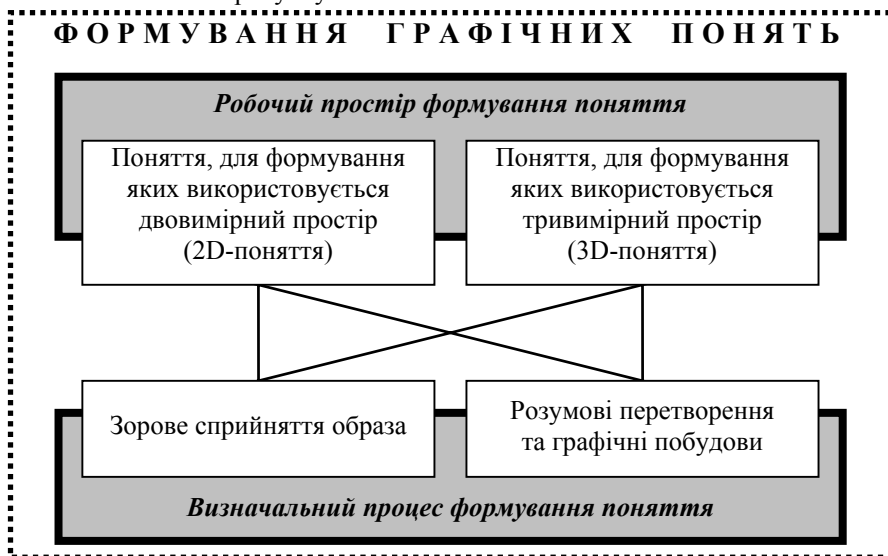 ФОРМУВАННЯ ГРАФІЧНИХ ПОНЯТЬ
Робочий простір формування поняття
Поняття, для формування
яких використовується
двовимірний простір
(2D-поняття)
Поняття, для формування
яких використовується
тривимірний простір
(3D-поняття)
Зорове сприйняття образа
Розумові перетворення
та графічні побудови
Визначальний процес формування поняття